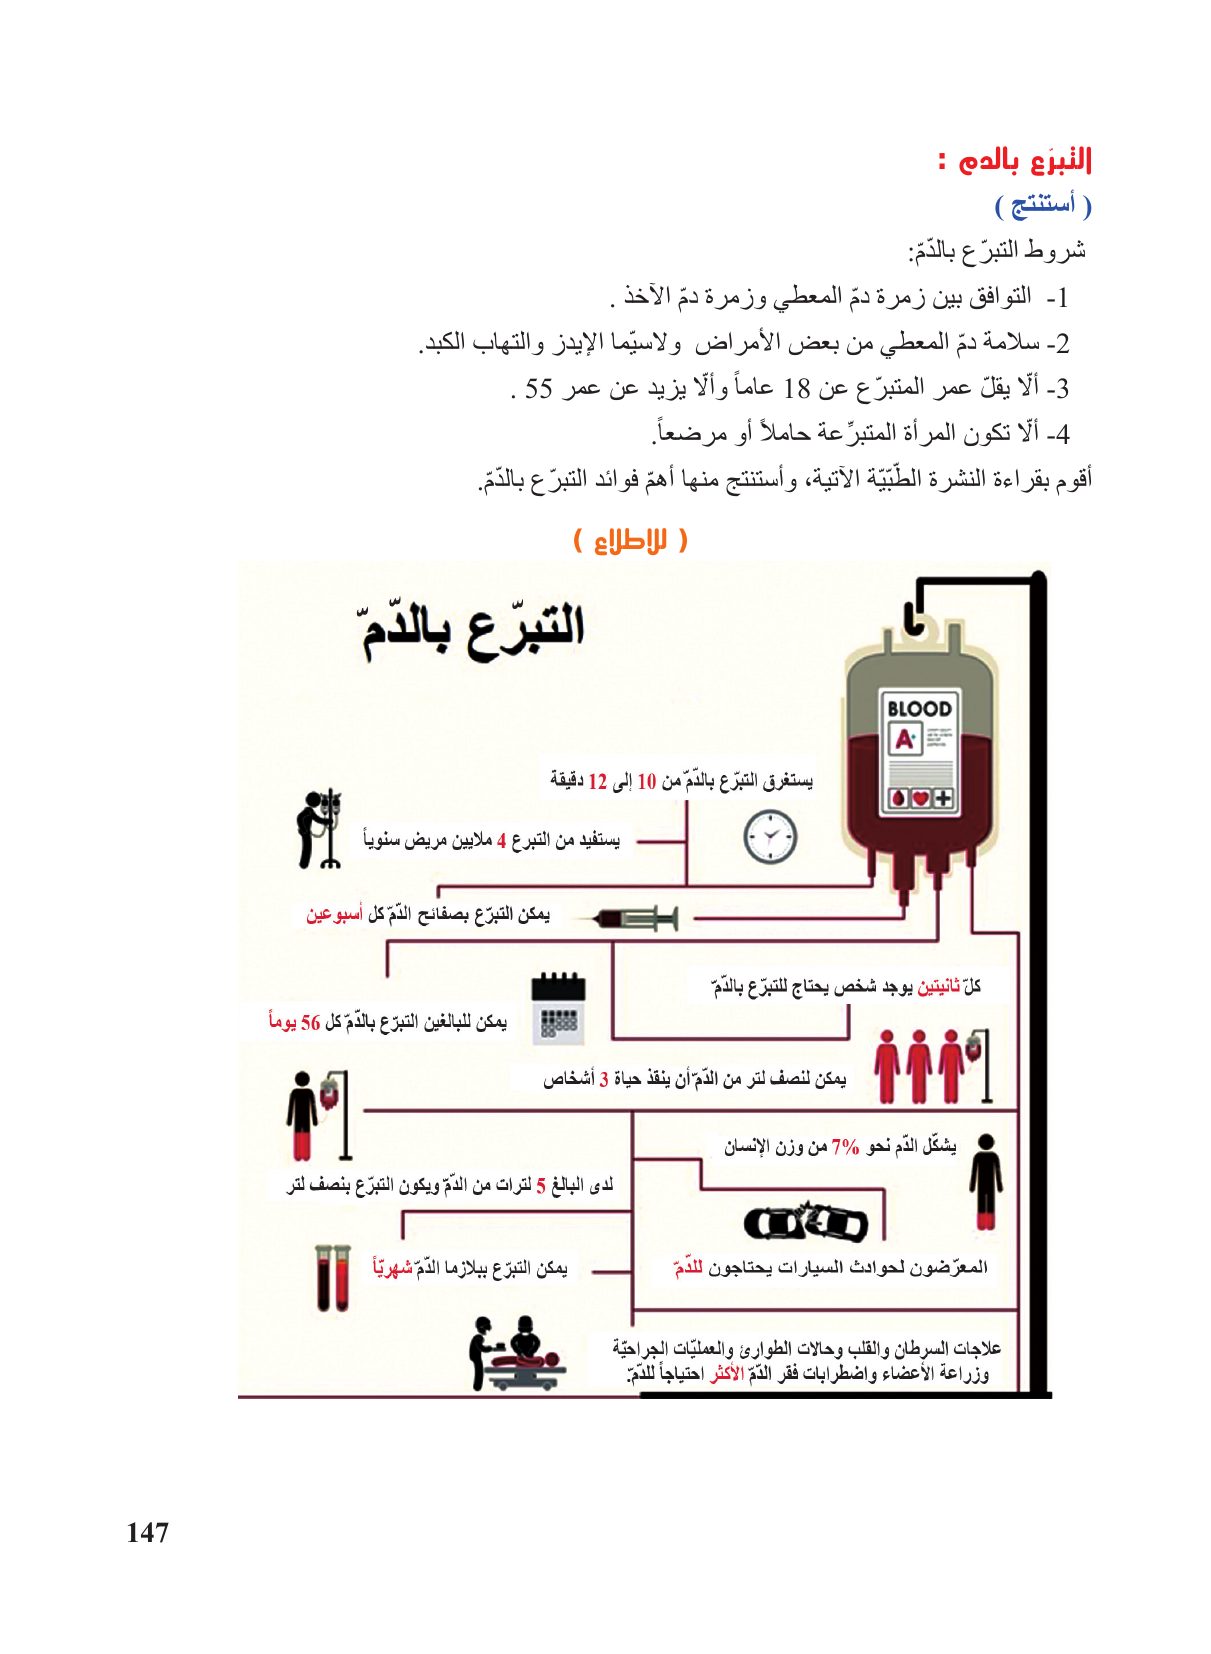 التبرّع بالدم :
( أستنتج )
شروط التبرّع بالدّمّ:
1- التوافق بين زمرة دمّ المعطي وزمرة دمّ الآخذ .
2- سلامة دمّ المعطي من بعض الأمراض ولاسيّما الإيدز والتهاب الكبد.
3- ألّا يقلّ عمر المتبرّع عن 18 عاماً وألّا يزيد عن عمر 55 .
4- ألّا تكون المرأة المتبرِّعة حاملاً أو مرضعاً.
أقوم بقراءة النشرة الطّبّيّة الآتية، وأستنتج منها أهمّ فوائد التبرّع بالدّمّ.
( للاطلاع )
التبرّع بالدّمّ
BLOOD
A+
يستغرق التبرّع بالدّمّ من 10 إلى 12 دقيقة
يستفيد من التبرع 4 ملايين مريض سنوياً
يمكن التبرّع بصفائح الدّمّ كل أسبوعين
كلّ ثانيتين يوجد شخص يحتاج للتبرّع بالدّمّ
يمكن للبالغين التبرّع بالدّمّ كل 56 يوماً
يمكن لنصف لتر من الدّمّ أن ينقذ حياة 3 أشخاص
يشكّل الدّم نحو 7% من وزن الإنسان
لدى البالغ 5 لترات من الدّمّ ويكون التبرّع بنصف لتر
المعرّضون لحوادث السيارات يحتاجون للدّمّ
يمكن التبرّع ببلازما الدّمّ شهريّاً
علاجات السرطان والقلب وحالات الطوارئ والعمليّات الجراحيّة
وزراعة الأعضاء واضطرابات فقر الدّمّ الأكثر احتياجاً للدّمّ.
147